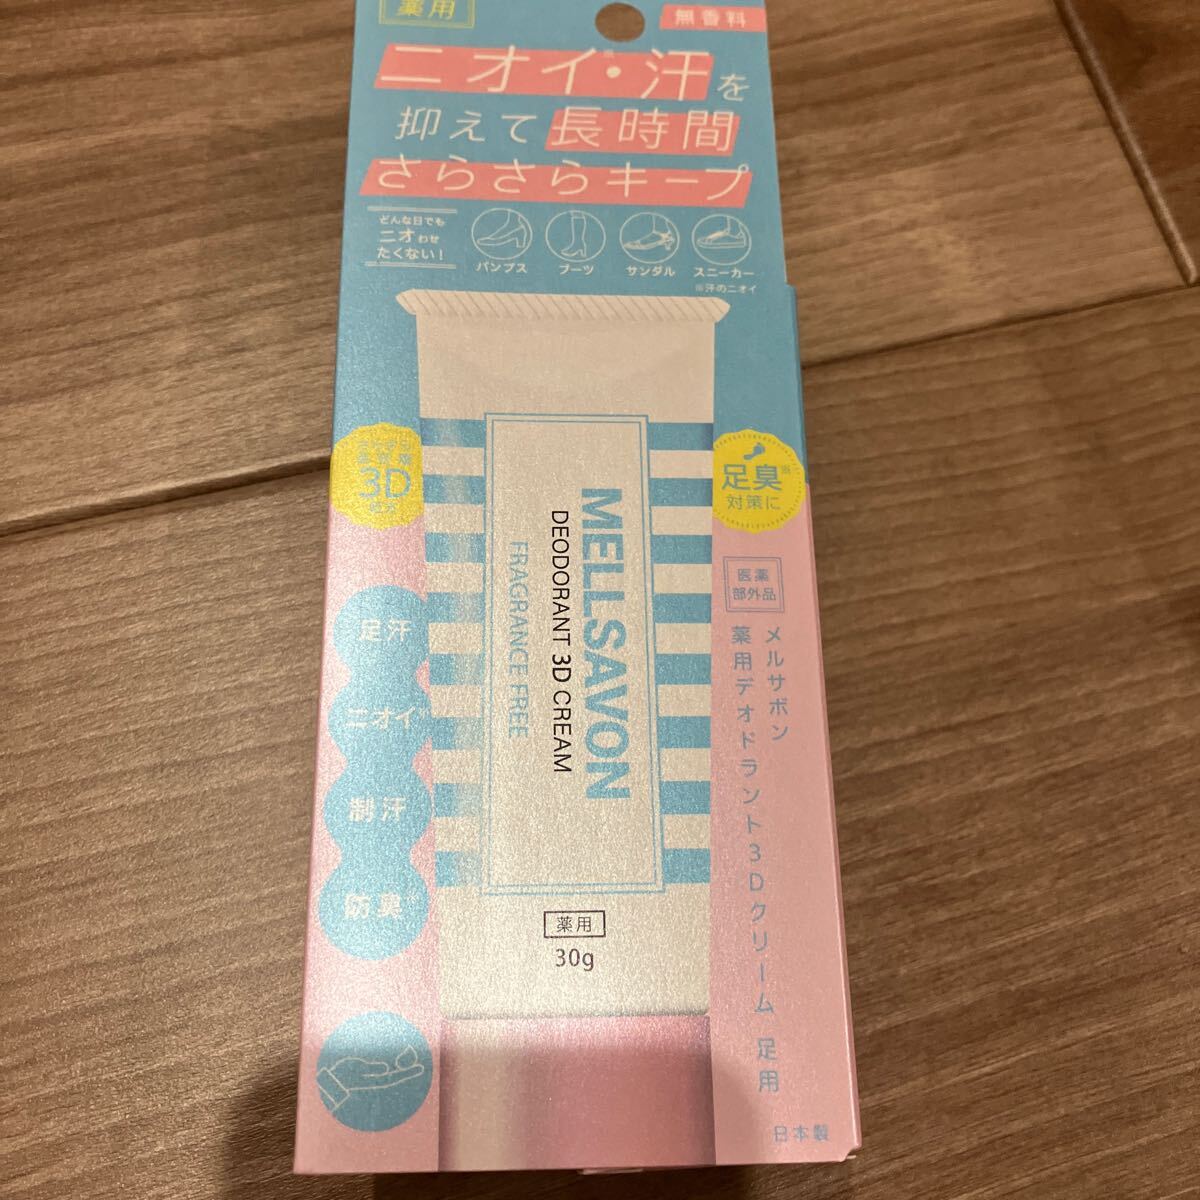 薬用
無香料
ニオイ・汗を
抑えて長時間
さらさらキープ
どんな日でも
ニオわせ
たくない!
パンプス
ブーツ
サンダル
スニーカー
※汗のニオイ
3D
足臭※
対策に
MELLSAVON
DEODORANT 3D CREAM
FRAGRANCE FREE
医薬
部外品
メルサボン
薬用デオドラント3Dクリーム 足用
足汗
ニオイ
制汗
防臭
薬用
30g
日本製